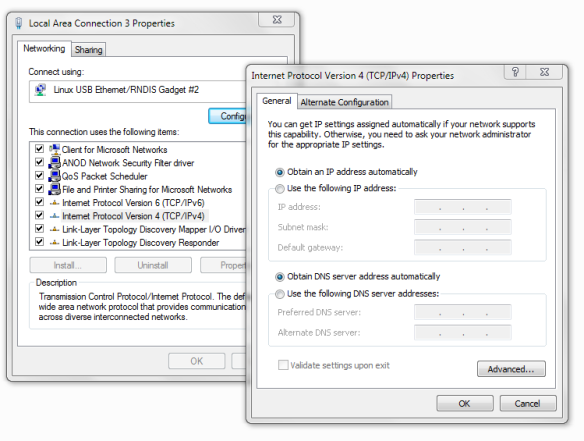 Local Area Connection 3 Properties
Networking
Sharing
Connect using:
Linux USB Ethernet/RNDIS Gadget #2
This connection uses the following items:
Client for Microsoft Networks
ANOD Network Security Filter driver
QoS Packet Scheduler
File and Printer Sharing for Microsoft Networks
Internet Protocol Version 6 (TCP/IPv6)
Internet Protocol Version 4 (TCP/IPv4)
Link-Layer Topology Discovery Mapper I/O Driver
Link-Layer Topology Discovery Responder
Install...
Uninstall
Description
Transmission Control Protocol/Internet Protocol. The
wide area network protocol that provides communication
across diverse interconnected networks.
OK
Internet Protocol Version 4 (TCP/IPv4) Properties
General
Alternate Configuration
You can get IP settings assigned automatically if your network supports
this capability. Otherwise, you need to ask your network administrator
for the appropriate IP settings.
Obtain an IP address automatically
Use the following IP address:
IP address:
Subnet mask:
Default gateway:
Obtain DNS server address automatically
Use the following DNS server addresses:
Preferred DNS server:
Alternate DNS server:
Validate settings upon exit
Advanced...
OK
Cancel